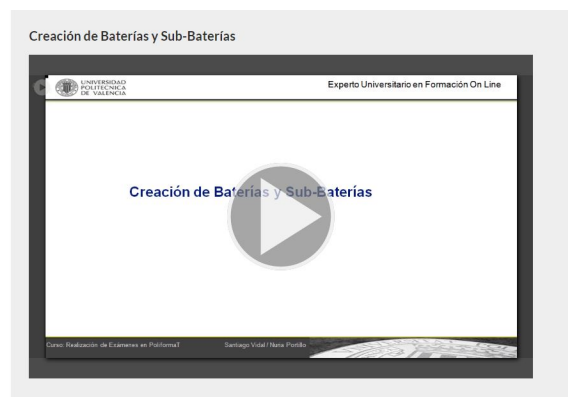 Creación de Baterías y Sub-Baterías
UNIVERSIDAD
POLITECNICA
DE VALENCIA
Experto Universitario en Formación On Line
Creación de Baterías y Sub-Baterías
Curso: Realización de Exámenes en PoliformaT
Santiago Vidal / Nuria Portillo